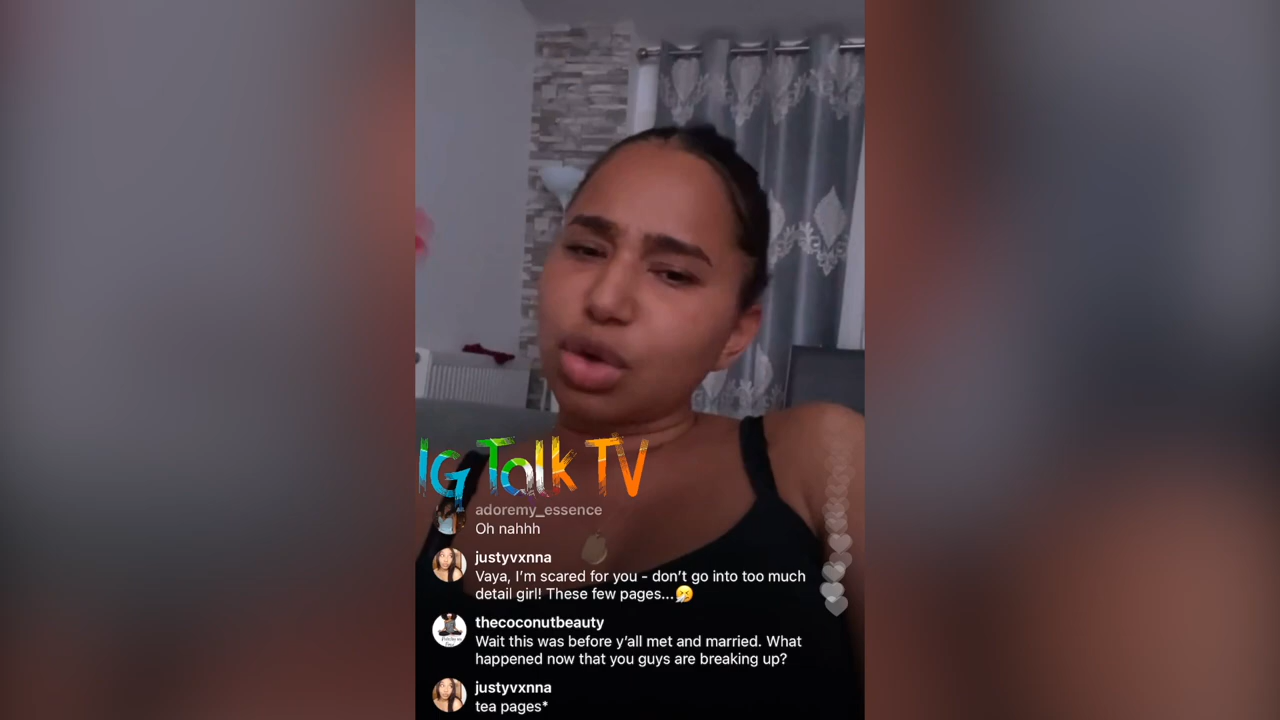 IG Talk TV
adoremy_essence
Oh nahhh
justyvxnna
Vaya, I’m scared for you - don’t go into too much
detail girl! These few pages...🤧
thecoconutbeauty
Wait this was before y’all met and married. What
happened now that you guys are breaking up?
justyvxnna
tea pages*